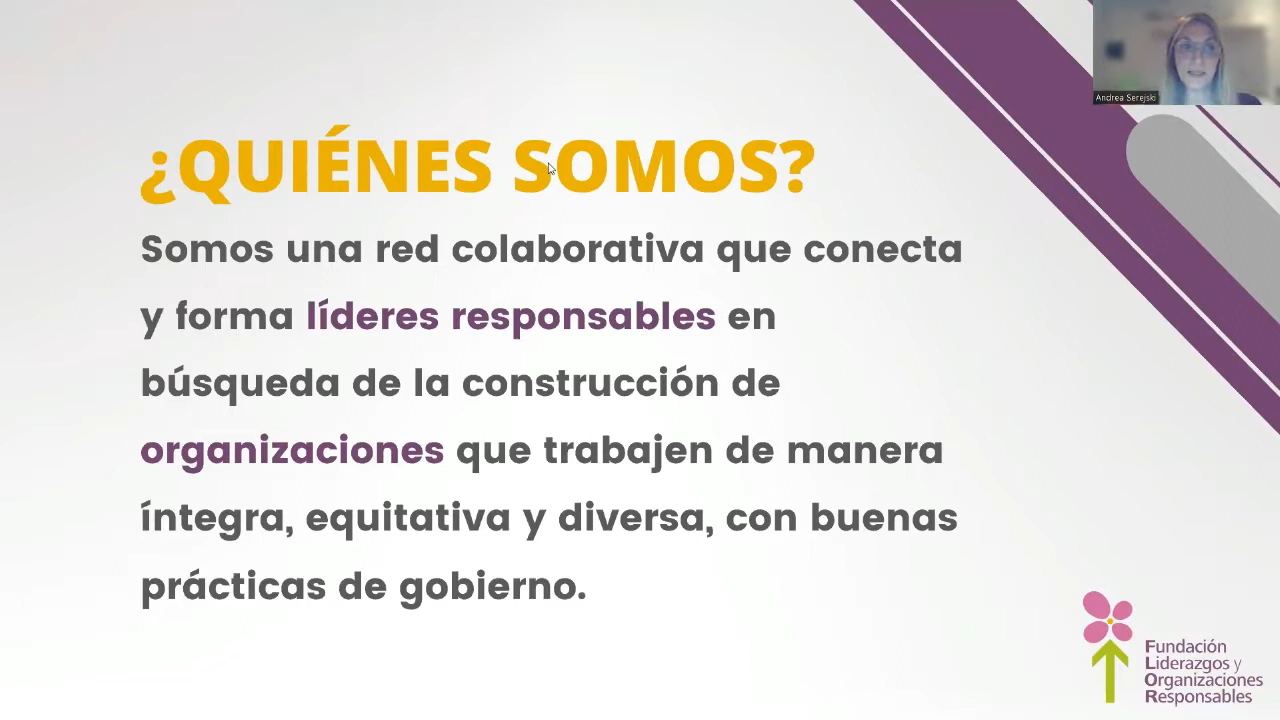 Andrea Serejski
¿QUIÉNES SOMOS?
Somos una red colaborativa que conecta
y forma líderes responsables en
búsqueda de la construcción de
organizaciones que trabajen de manera
íntegra, equitativa y diversa, con buenas
prácticas de gobierno.
Fundación
Liderazgos y
Organizaciones
Responsables